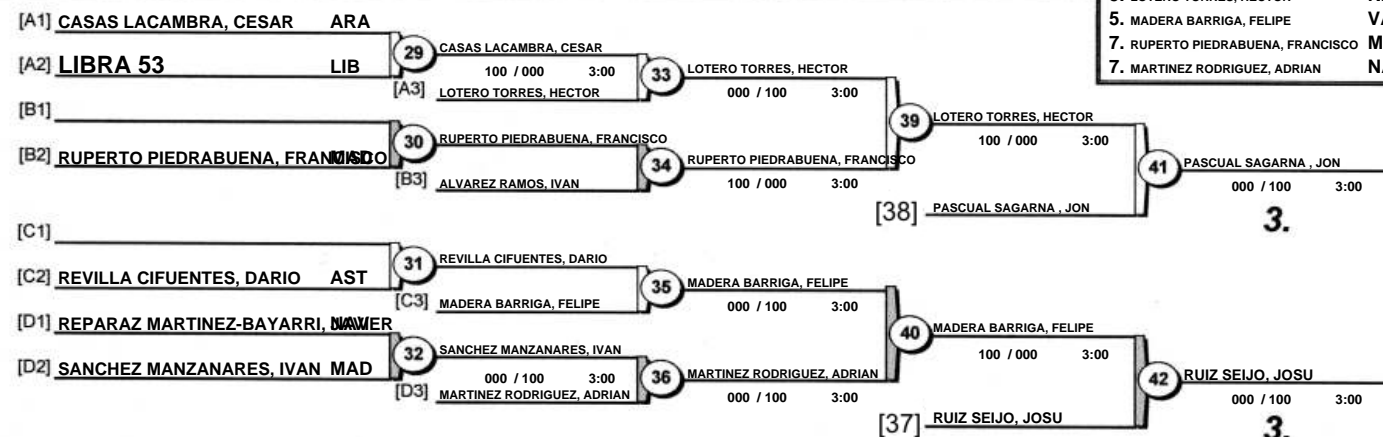 5. MADERA BARRIGA, FELIPE
7. RUPERTO PIEDRABUENA, FRANCISCO M
7. MARTINEZ RODRIGUEZ, ADRIAN
[A1] CASAS LACAMBRA, CESAR ARA
[A2] LIBRA 53 LIB
29
CASAS LACAMBRA, CESAR
100 / 000 3:00
[A3] LOTERO TORRES, HECTOR
33
LOTERO TORRES, HECTOR
000 / 100 3:00
[B1]
[B2] RUPERTO PIEDRABUENA, FRANCISCO MAD
30
RUPERTO PIEDRABUENA, FRANCISCO
[B3] ALVAREZ RAMOS, IVAN
34
RUPERTO PIEDRABUENA, FRANCISCO
100 / 000 3:00
39
LOTERO TORRES, HECTOR
100 / 000 3:00
[38] PASCUAL SAGARNA , JON
41
PASCUAL SAGARNA , JON
000 / 100 3:00
3.
[C1]
[C2] REVILLA CIFUENTES, DARIO AST
31
REVILLA CIFUENTES, DARIO
[C3] MADERA BARRIGA, FELIPE
35
MADERA BARRIGA, FELIPE
000 / 100 3:00
[D1] REPARAZ MARTINEZ-BAYARRI, JAVIER NAV
[D2] SANCHEZ MANZANARES, IVAN MAD
32
SANCHEZ MANZANARES, IVAN
000 / 100 3:00
[D3] MARTINEZ RODRIGUEZ, ADRIAN
36
MARTINEZ RODRIGUEZ, ADRIAN
000 / 100 3:00
40
MADERA BARRIGA, FELIPE
100 / 000 3:00
[37] RUIZ SEIJO, JOSU
42
RUIZ SEIJO, JOSU
000 / 100 3:00
3.